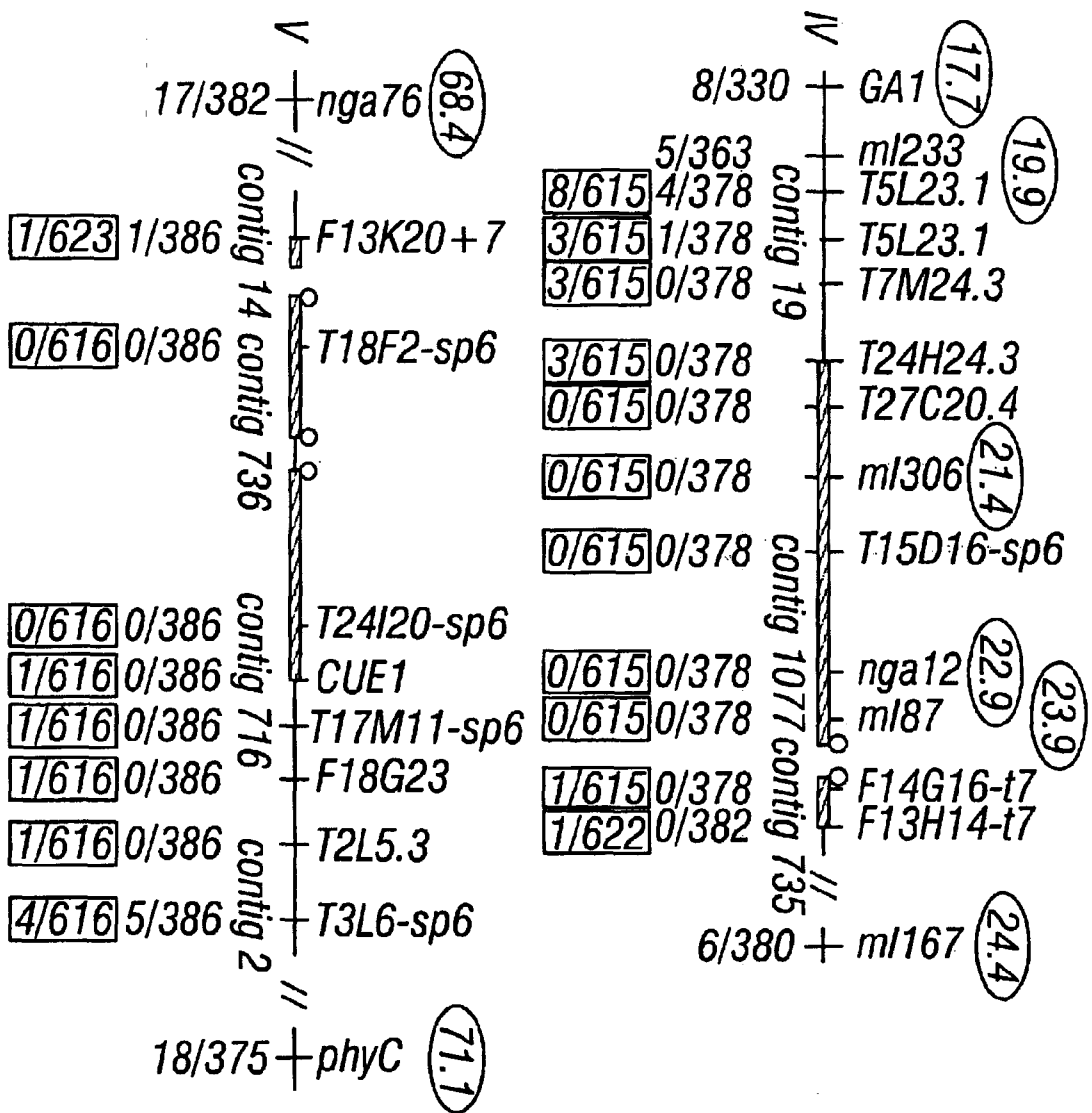 V
17/382 nga76 68.4
//
contig 14
1/623 1/386 F13K20+7
contig 736
0/616 0/386 T18F2-sp6
contig 716
0/616 0/386 T24I20-sp6
1/616 0/386 CUE1
1/616 0/386 T17M11-sp6
1/616 0/386 F18G23
contig 2
1/616 0/386 T2L5.3
4/616 5/386 T3L6-sp6
//
18/375 phyC 71.1
IV
8/330 GA1 17.7
5/363 mI233 19.9
contig 19
8/615 4/378 T5L23.1
3/615 1/378 T5L23.1
3/615 0/378 T7M24.3
3/615 0/378 T24H24.3
0/615 0/378 T27C20.4
0/615 0/378 mI306 21.4
contig 1077
0/615 0/378 T15D16-sp6
0/615 0/378 nga12 22.9
0/615 0/378 mI87 23.9
contig 735
1/615 0/378 F14G16-t7
1/622 0/382 F13H14-t7
//
6/380 mI167 24.4